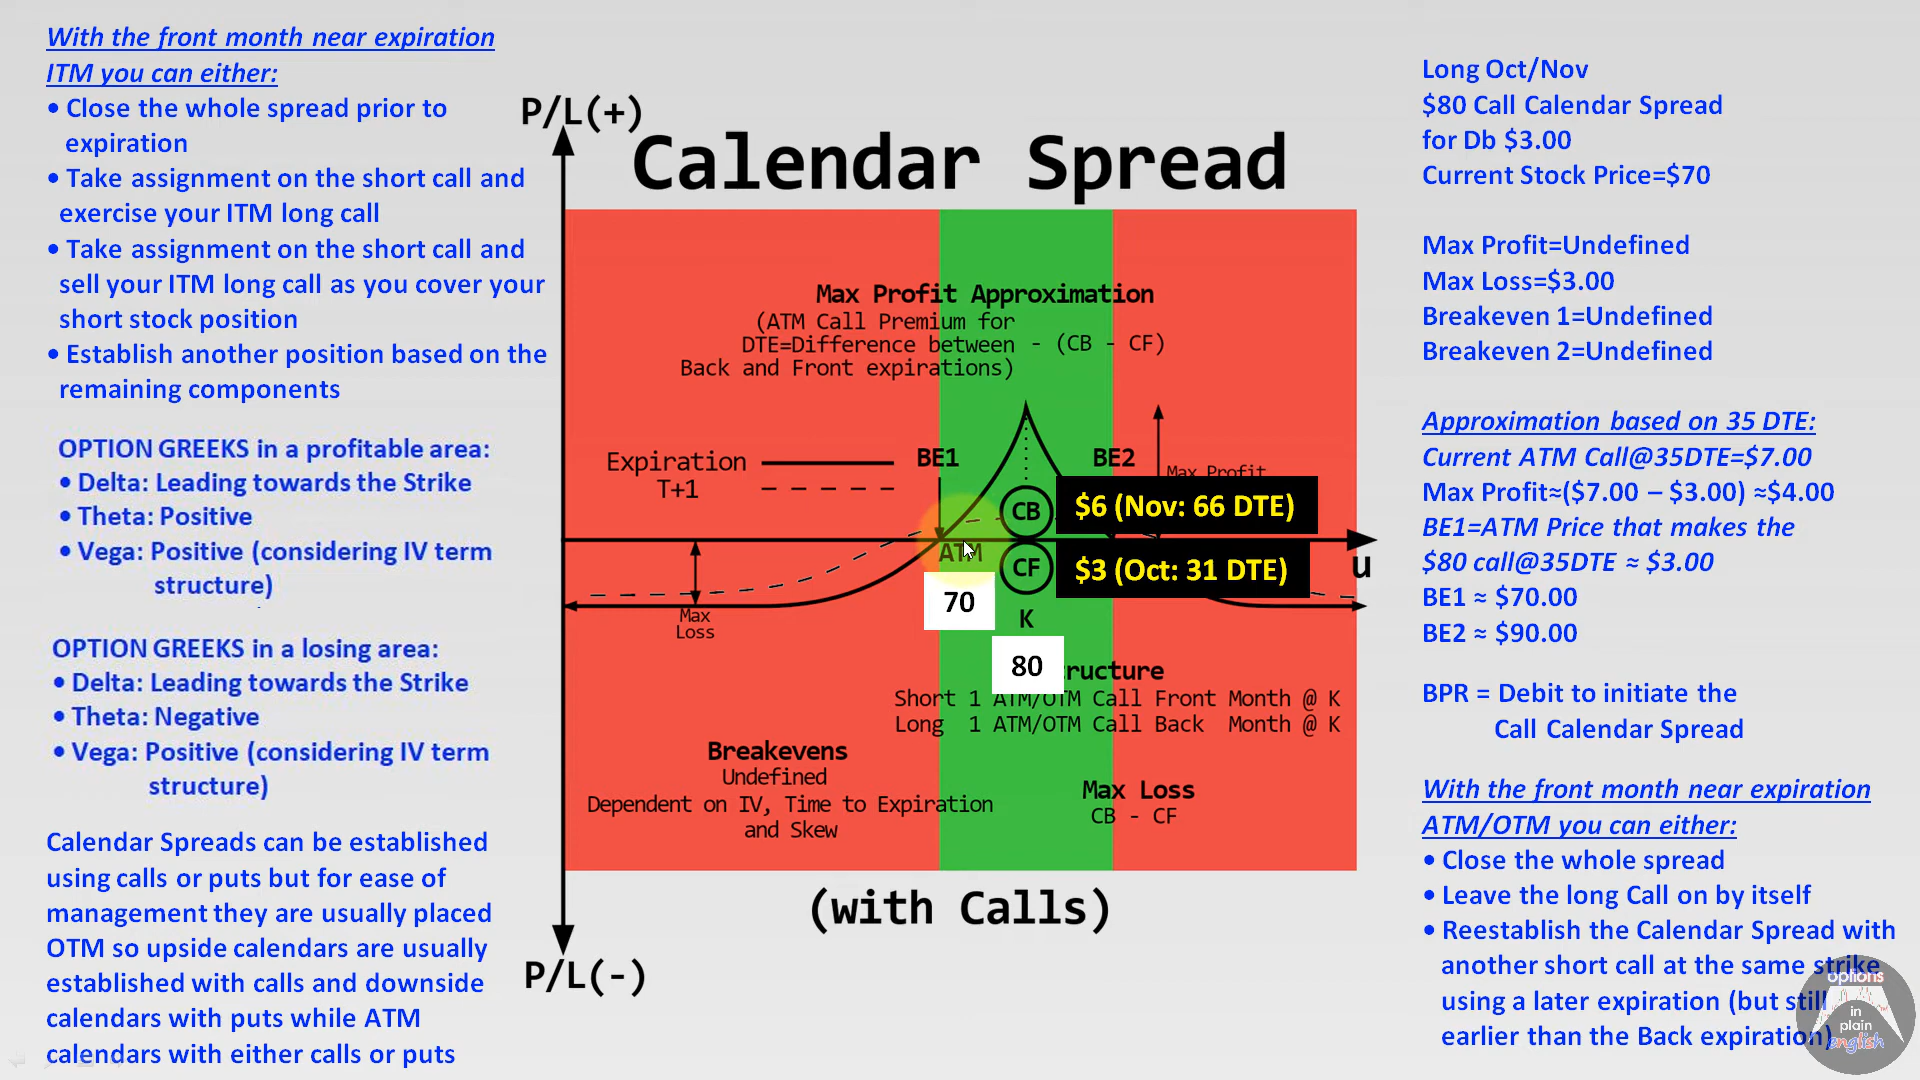 With the front month near expiration
ITM you can either:
• Close the whole spread prior to
expiration
• Take assignment on the short call and
exercise your ITM long call
• Take assignment on the short call and
sell your ITM long call as you cover your
short stock position
• Establish another position based on the
remaining components
OPTION GREEKS in a profitable area:
• Delta: Leading towards the Strike
• Theta: Positive
• Vega: Positive (considering IV term
structure)
OPTION GREEKS in a losing area:
• Delta: Leading towards the Strike
• Theta: Negative
• Vega: Positive (considering IV term
structure)
Calendar Spreads can be established
using calls or puts but for ease of
management they are usually placed
OTM so upside calendars are usually
established with calls and downside
calendars with puts while ATM
calendars with either calls or puts
P/L(+)
Calendar Spread
Max Profit Approximation
(ATM Call Premium for
DTE=Difference between - (CB - CF)
Back and Front expirations)
Expiration
T+1
BE1
BE2
Max Profit
CB
$6 (Nov: 66 DTE)
ATM
CF
$3 (Oct: 31 DTE)
u
70
K
80
Max
Loss
Short 1 ATM/OTM Call Front Month @ K
Long 1 ATM/OTM Call Back Month @ K
Breakevens
Undefined
Dependent on IV, Time to Expiration
and Skew
Max Loss
CB - CF
(with Calls)
P/L(-)
Long Oct/Nov
$80 Call Calendar Spread
for Db $3.00
Current Stock Price=$70
Max Profit=Undefined
Max Loss=$3.00
Breakeven 1=Undefined
Breakeven 2=Undefined
Approximation based on 35 DTE:
Current ATM Call@35DTE=$7.00
Max Profit≈($7.00 – $3.00) ≈$4.00
BE1=ATM Price that makes the
$80 call@35DTE ≈ $3.00
BE1 ≈ $70.00
BE2 ≈ $90.00
BPR = Debit to initiate the
Call Calendar Spread
With the front month near expiration
ATM/OTM you can either:
• Close the whole spread
• Leave the long Call on by itself
• Reestablish the Calendar Spread with
another short call at the same strike
using a later expiration (but still
earlier than the Back expiration)
options
in
plain
english